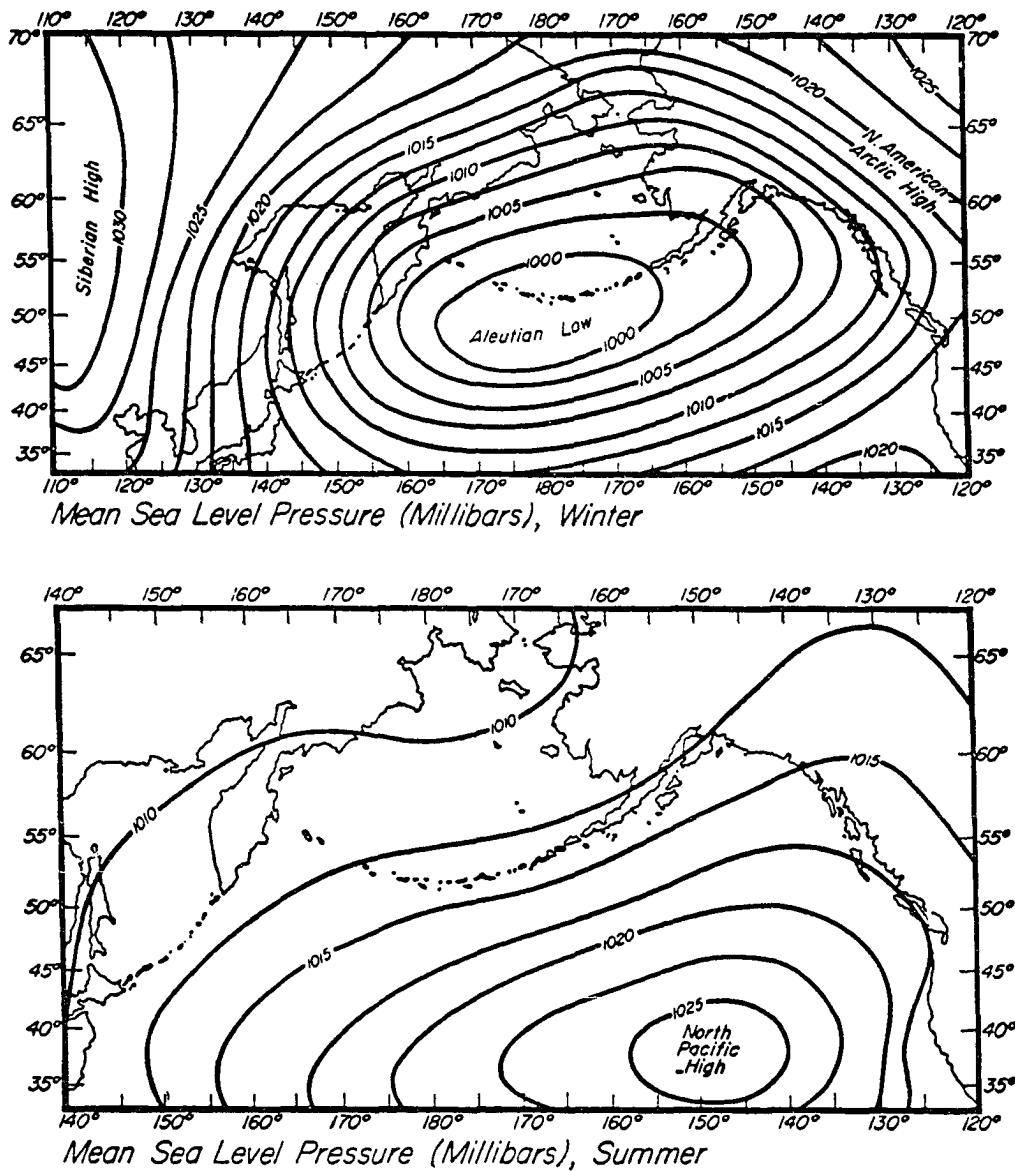 110° 120° 130° 140° 150° 160° 170° 180° 170° 160° 150° 140° 130° 120°
70° 70°
1020 1025
65° 65°
1015 N. American
Arctic High
1010
60° Siberian High 1030 1025 1020 1005 60°
55° 1000 55°
50° Aleutian Low 1000 50°
45° 1005 45°
40° 1010 40°
1015
35° 1020 35°
110° 120° 130° 140° 150° 160° 170° 180° 170° 160° 150° 140° 130° 120°
Mean Sea Level Pressure (Millibars), Winter
140° 150° 160° 170° 180° 170° 160° 150° 140° 130° 120°
65° 65°
1010
60° 1015 60°
1010
55° 55°
50° 50°
1020
1015
45° 45°
1025
40° North 40°
Pacific
High
35° 35°
140° 150° 160° 170° 180° 170° 160° 150° 140° 130° 120°
Mean Sea Level Pressure (Millibars), Summer